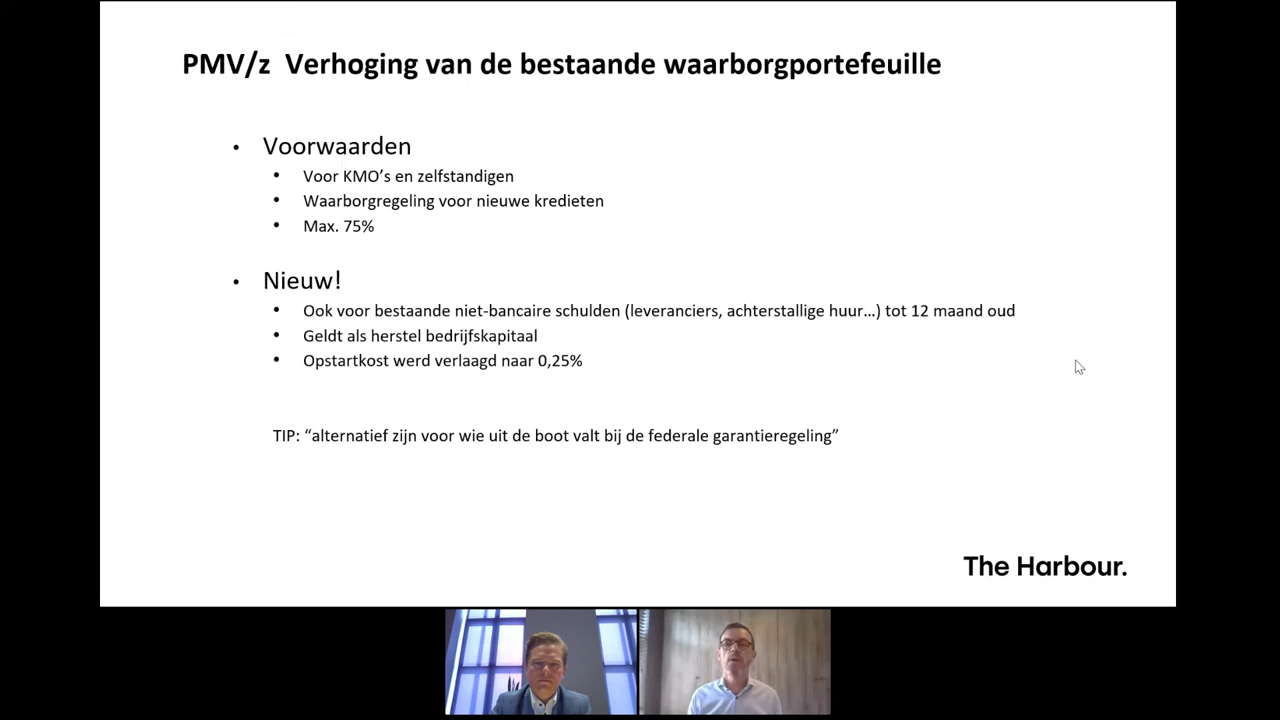 PMV/z Verhoging van de bestaande waarborgportefeuille
• Voorwaarden
• Voor KMO’s en zelfstandigen
• Waarborgregeling voor nieuwe kredieten
• Max. 75%
• Nieuw!
• Ook voor bestaande niet-bancaire schulden (leveranciers, achterstallige huur…) tot 12 maand oud
• Geldt als herstel bedrijfskapitaal
• Opstartkost werd verlaagd naar 0,25%
TIP: “alternatief zijn voor wie uit de boot valt bij de federale garantieregeling”
The Harbour.